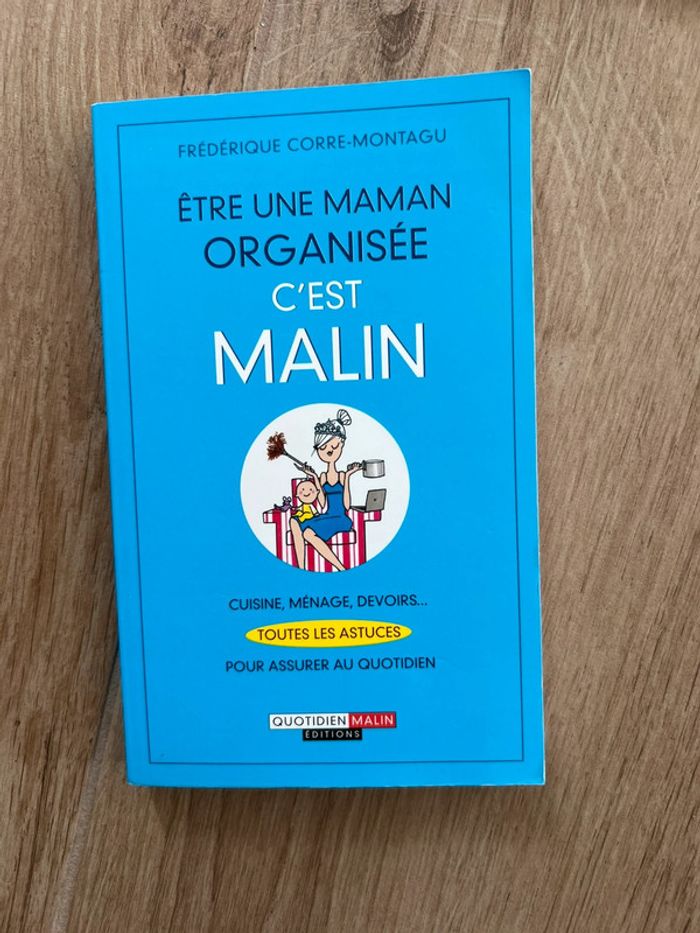 FRÉDÉRIQUE CORRE-MONTAGU
ÊTRE UNE MAMAN
ORGANISÉE
C'EST
MALIN
CUISINE, MÉNAGE, DEVOIRS...
TOUTES LES ASTUCES
POUR ASSURER AU QUOTIDIEN
QUOTIDIEN MALIN
ÉDITIONS